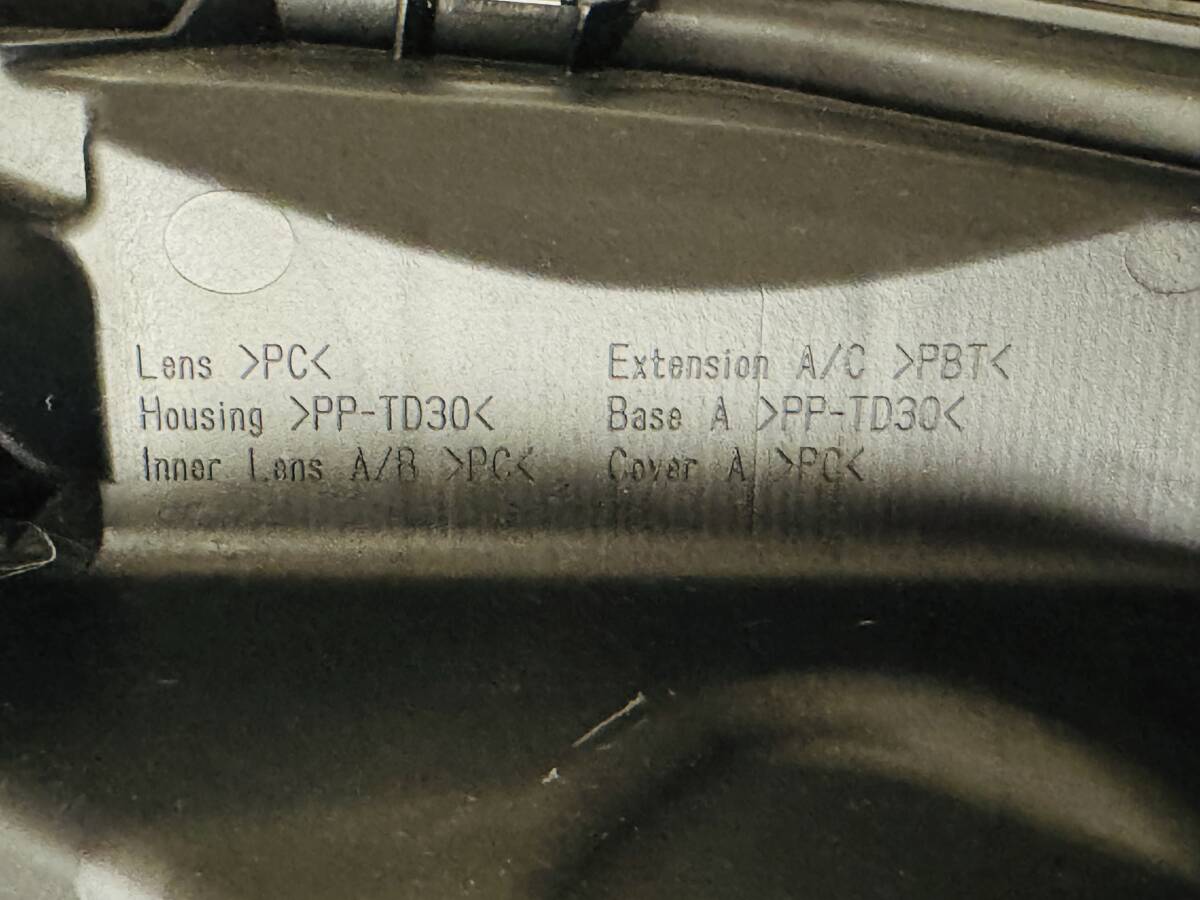 Lens >PC<
Housing >PP-TD30<
Inner Lens A/B >PC<
Extension A/C >PBT<
Base A >PP-TD30<
Cover A >PC<